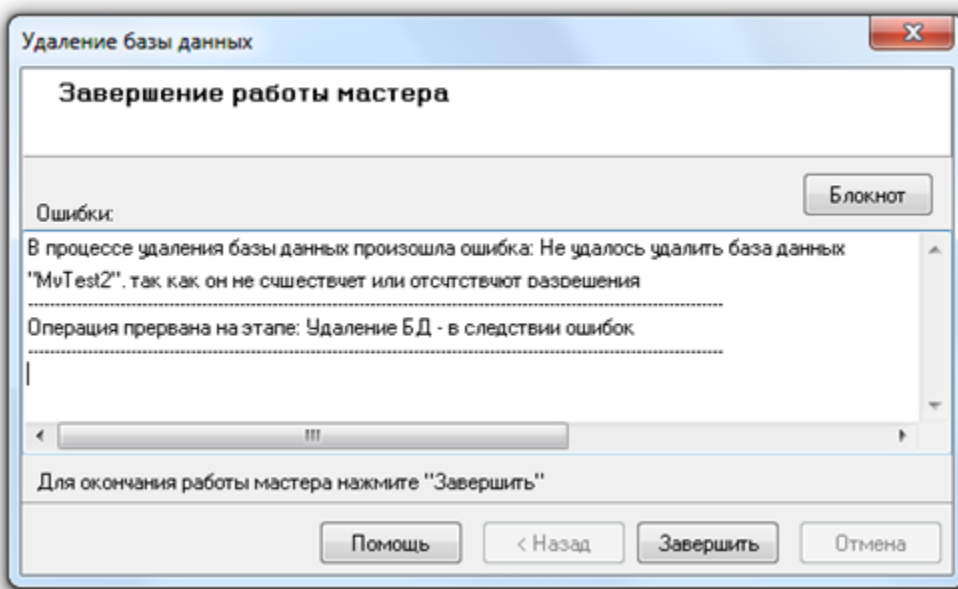 Удаление базы данных
Завершение работы мастера
Блокнот
Ошибки:
В процессе удаления базы данных произошла ошибка: Не удалось удалить база данных
"MyTest2", так как он не существует или отсутствуют разрешения
Операция прервана на этапе: Удаление БД - в следствии ошибок
Для окончания работы мастера нажмите "Завершить"
Помощь
< Назад
Завершить
Отмена